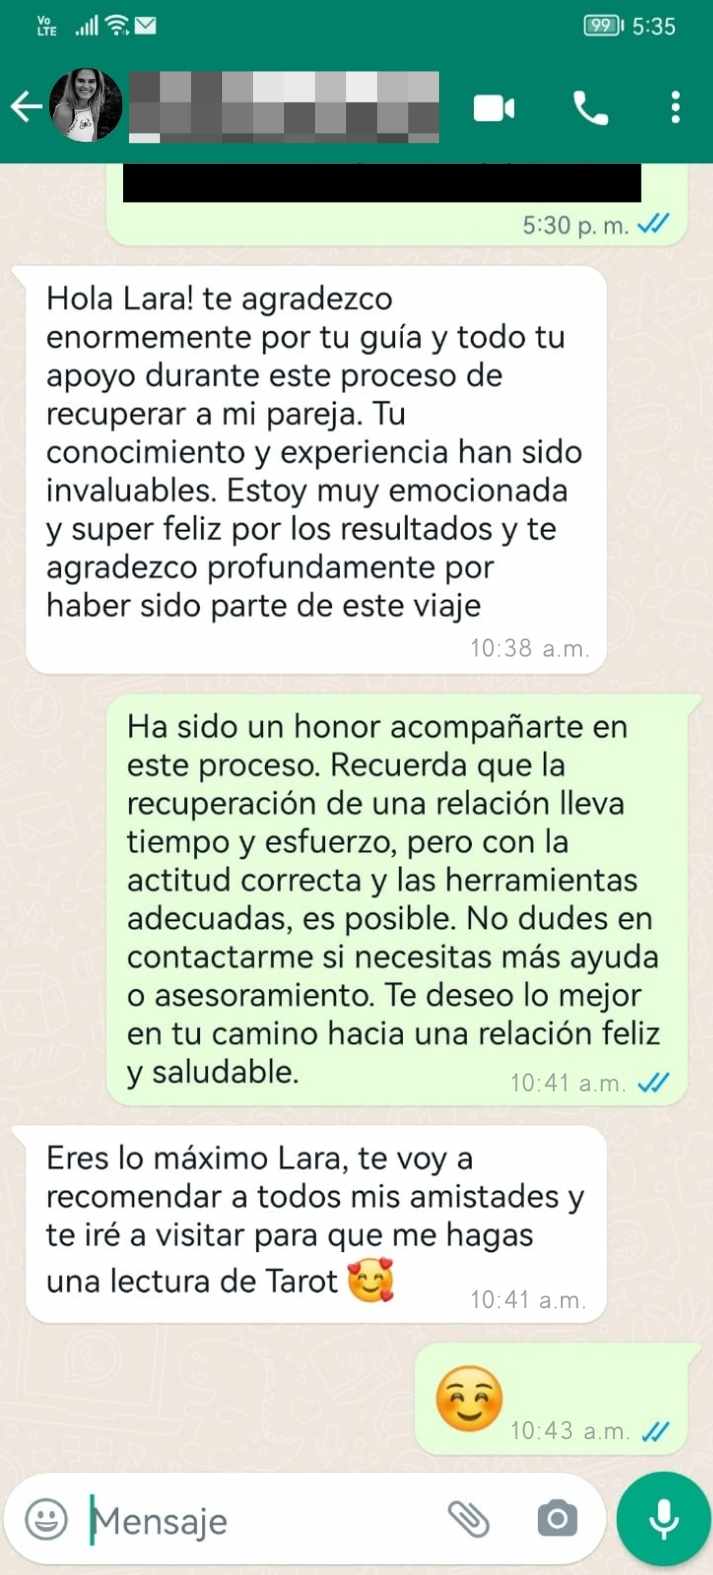 Vo
LTE
99 5:35
5:30 p. m.
Hola Lara! te agradezco
enormemente por tu guía y todo tu
apoyo durante este proceso de
recuperar a mi pareja. Tu
conocimiento y experiencia han sido
invaluables. Estoy muy emocionada
y super feliz por los resultados y te
agradezco profundamente por
haber sido parte de este viaje
10:38 a.m.
Ha sido un honor acompañarte en
este proceso. Recuerda que la
recuperación de una relación lleva
tiempo y esfuerzo, pero con la
actitud correcta y las herramientas
adecuadas, es posible. No dudes en
contactarme si necesitas más ayuda
o asesoramiento. Te deseo lo mejor
en tu camino hacia una relación feliz
y saludable.
10:41 a.m.
Eres lo máximo Lara, te voy a
recomendar a todos mis amistades y
te iré a visitar para que me hagas
una lectura de Tarot 🥰
10:41 a.m.
☺️ 10:43 a.m.
Mensaje